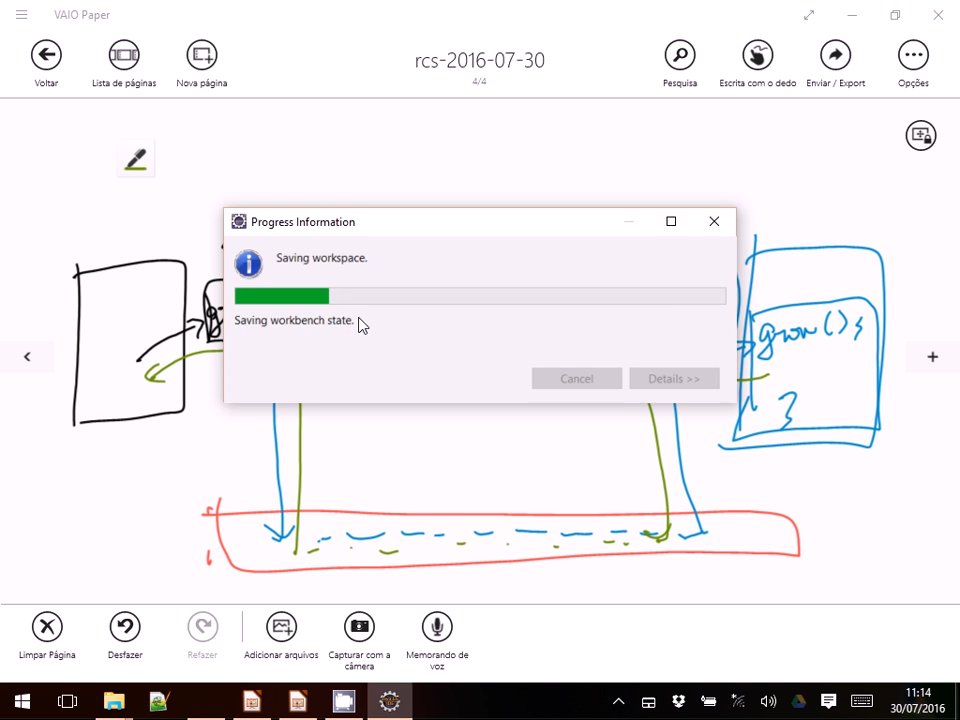 VAIO Paper
Voltar
Lista de páginas
Nova página
rcs-2016-07-30
4/4
Pesquisa
Escrita com o dedo
Enviar / Export
Opções
Progress Information
Saving workspace.
Saving workbench state.
Cancel
Details >>
3
Limpar Página
Desfazer
Refazer
Adicionar arquivos
Capturar com a
câmera
Memorando de
voz
11:14
30/07/2016